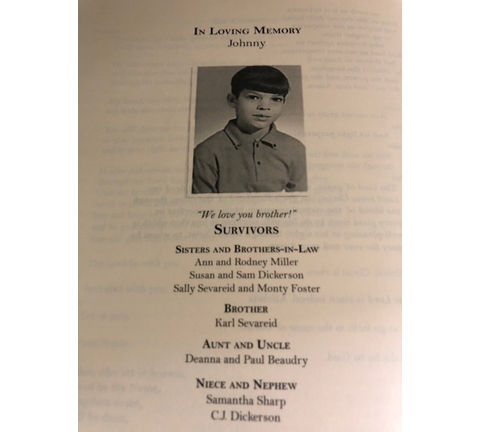 In Loving Memory
Johnny
"We love you brother!"
Survivors
Sisters and Brothers-in-Law
Ann and Rodney Miller
Susan and Sam Dickerson
Sally Sevareid and Monty Foster
Brother
Karl Sevareid
Aunt and Uncle
Deanna and Paul Beaudry
Niece and Nephew
Samantha Sharp
C.J. Dickerson